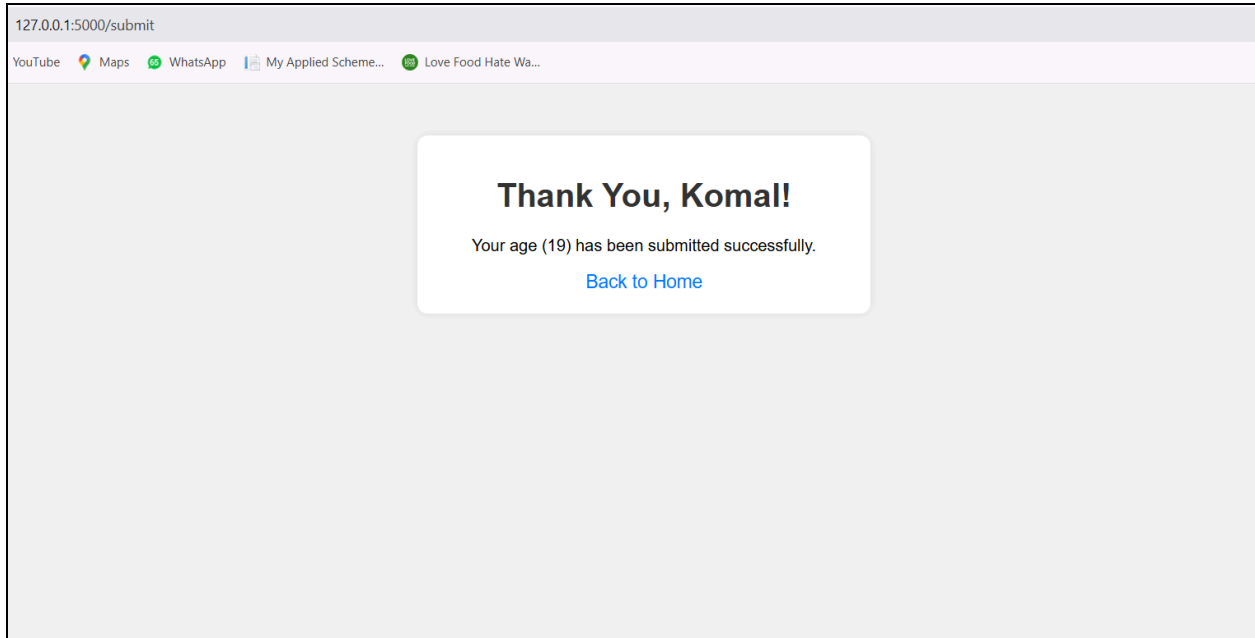 127.0.0.1:5000/submit
YouTube Maps 65 WhatsApp My Applied Scheme... Love Food Hate Wa...
Thank You, Komal!
Your age (19) has been submitted successfully.
Back to Home